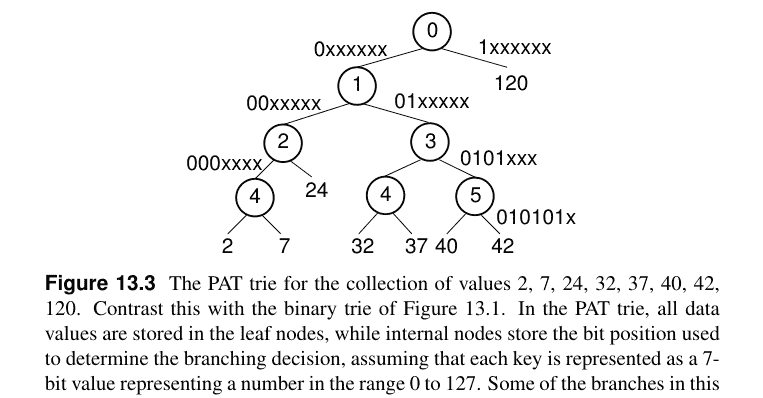 0
0xxxxxx 1xxxxxx
1 120
00xxxxx 01xxxxx
2 3
000xxxx 0101xxx
4 24 4 5
010101x
2 7 32 37 40 42
Figure 13.3 The PAT trie for the collection of values 2, 7, 24, 32, 37, 40, 42,
120. Contrast this with the binary trie of Figure 13.1. In the PAT trie, all data
values are stored in the leaf nodes, while internal nodes store the bit position used
to determine the branching decision, assuming that each key is represented as a 7-
bit value representing a number in the range 0 to 127. Some of the branches in this